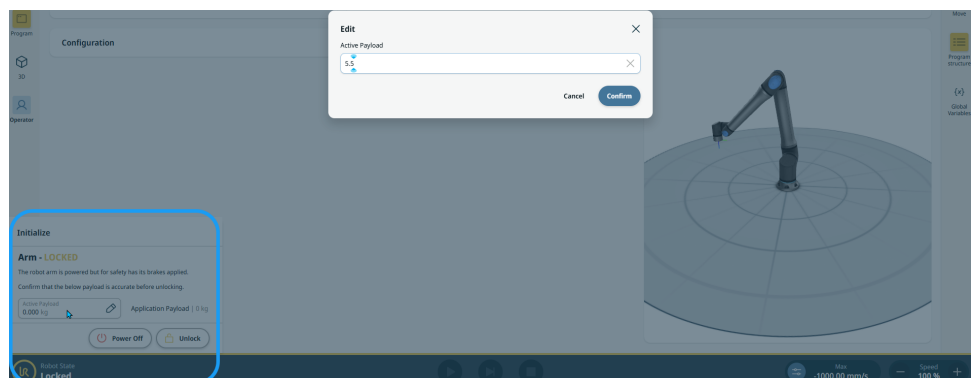 Edit
Active Payload
5.5
Cancel
Confirm
Program
3D
Operator
Configuration
Move
Program
structure
{x}
Global
Variables
Initialize
Arm - LOCKED
The robot arm is powered but for safety has its brakes applied.
Confirm that the below payload is accurate before unlocking.
Active Payload
0.000 kg
Application Payload | 0 kg
Power Off
Unlock
UR
Robot State
Locked
Max
-1000.00 mm/s
Speed
100 %